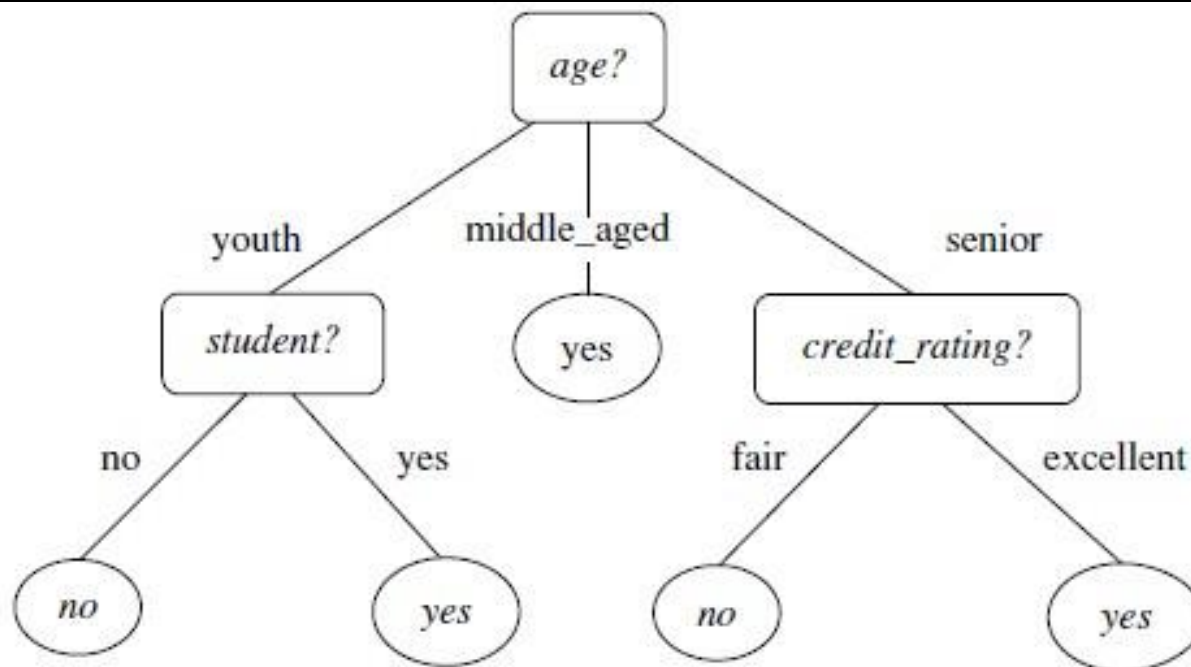 age?
youth
middle_aged
senior
student?
yes
credit_rating?
no
yes
fair
excellent
no
yes
no
yes